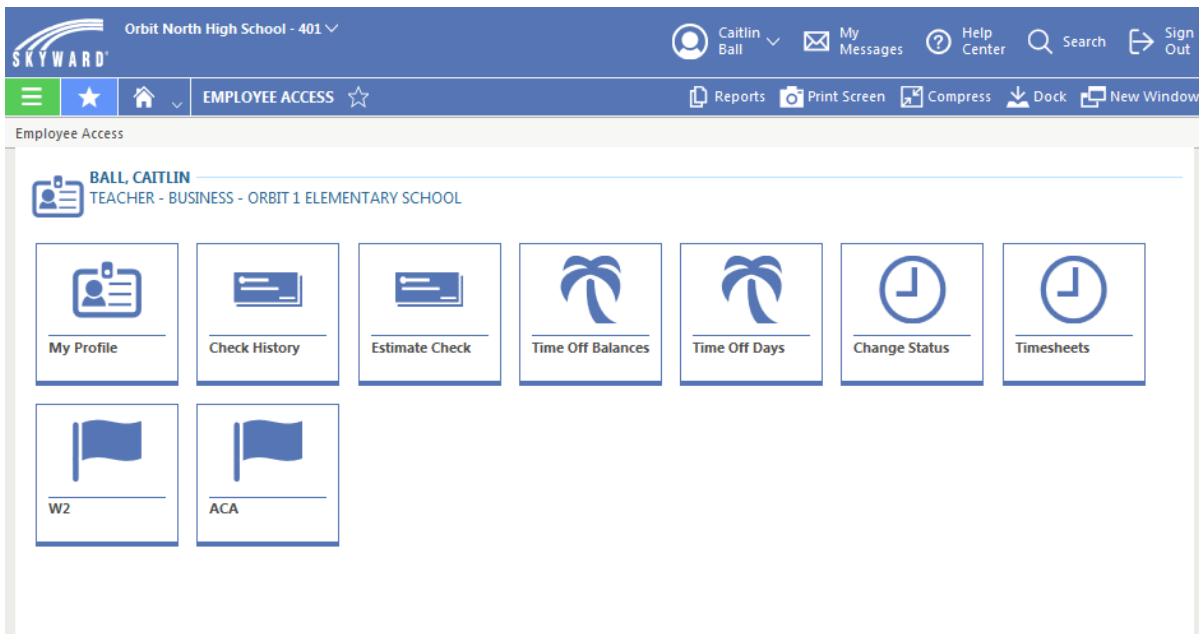 SKYWARD®
Orbit North High School - 401
Caitlin
Ball
My
Messages
Help
Center
Search
Sign
Out
EMPLOYEE ACCESS
Reports
Print Screen
Compress
Dock
New Window
Employee Access
BALL, CAITLIN
TEACHER - BUSINESS - ORBIT 1 ELEMENTARY SCHOOL
My Profile
Check History
Estimate Check
Time Off Balances
Time Off Days
Change Status
Timesheets
W2
ACA